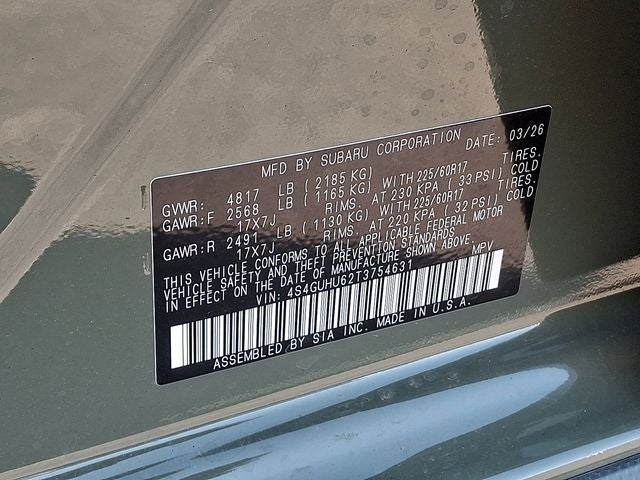 MFD BY SUBARU CORPORATION DATE: 03/26
GVWR: 4817 LB ( 2185 KG)
GAWR:F 2568 LB ( 1165 KG) WITH 225/60R17 TIRES.
17X7J RIMS. AT 230 KPA ( 33 PSI) COLD
GAWR:R 2491 LB ( 1130 KG) WITH 225/60R17 TIRES.
17X7J RIMS. AT 220 KPA ( 32 PSI) COLD
THIS VEHICLE CONFORMS TO ALL APPLICABLE FEDERAL MOTOR
VEHICLE SAFETY AND THEFT PREVENTION STANDARDS
IN EFFECT ON THE DATE OF MANUFACTURE SHOWN ABOVE.
VIN: 4S4GUHU62T3754631 MPV
ASSEMBLED BY SIA INC. MADE IN U.S.A.